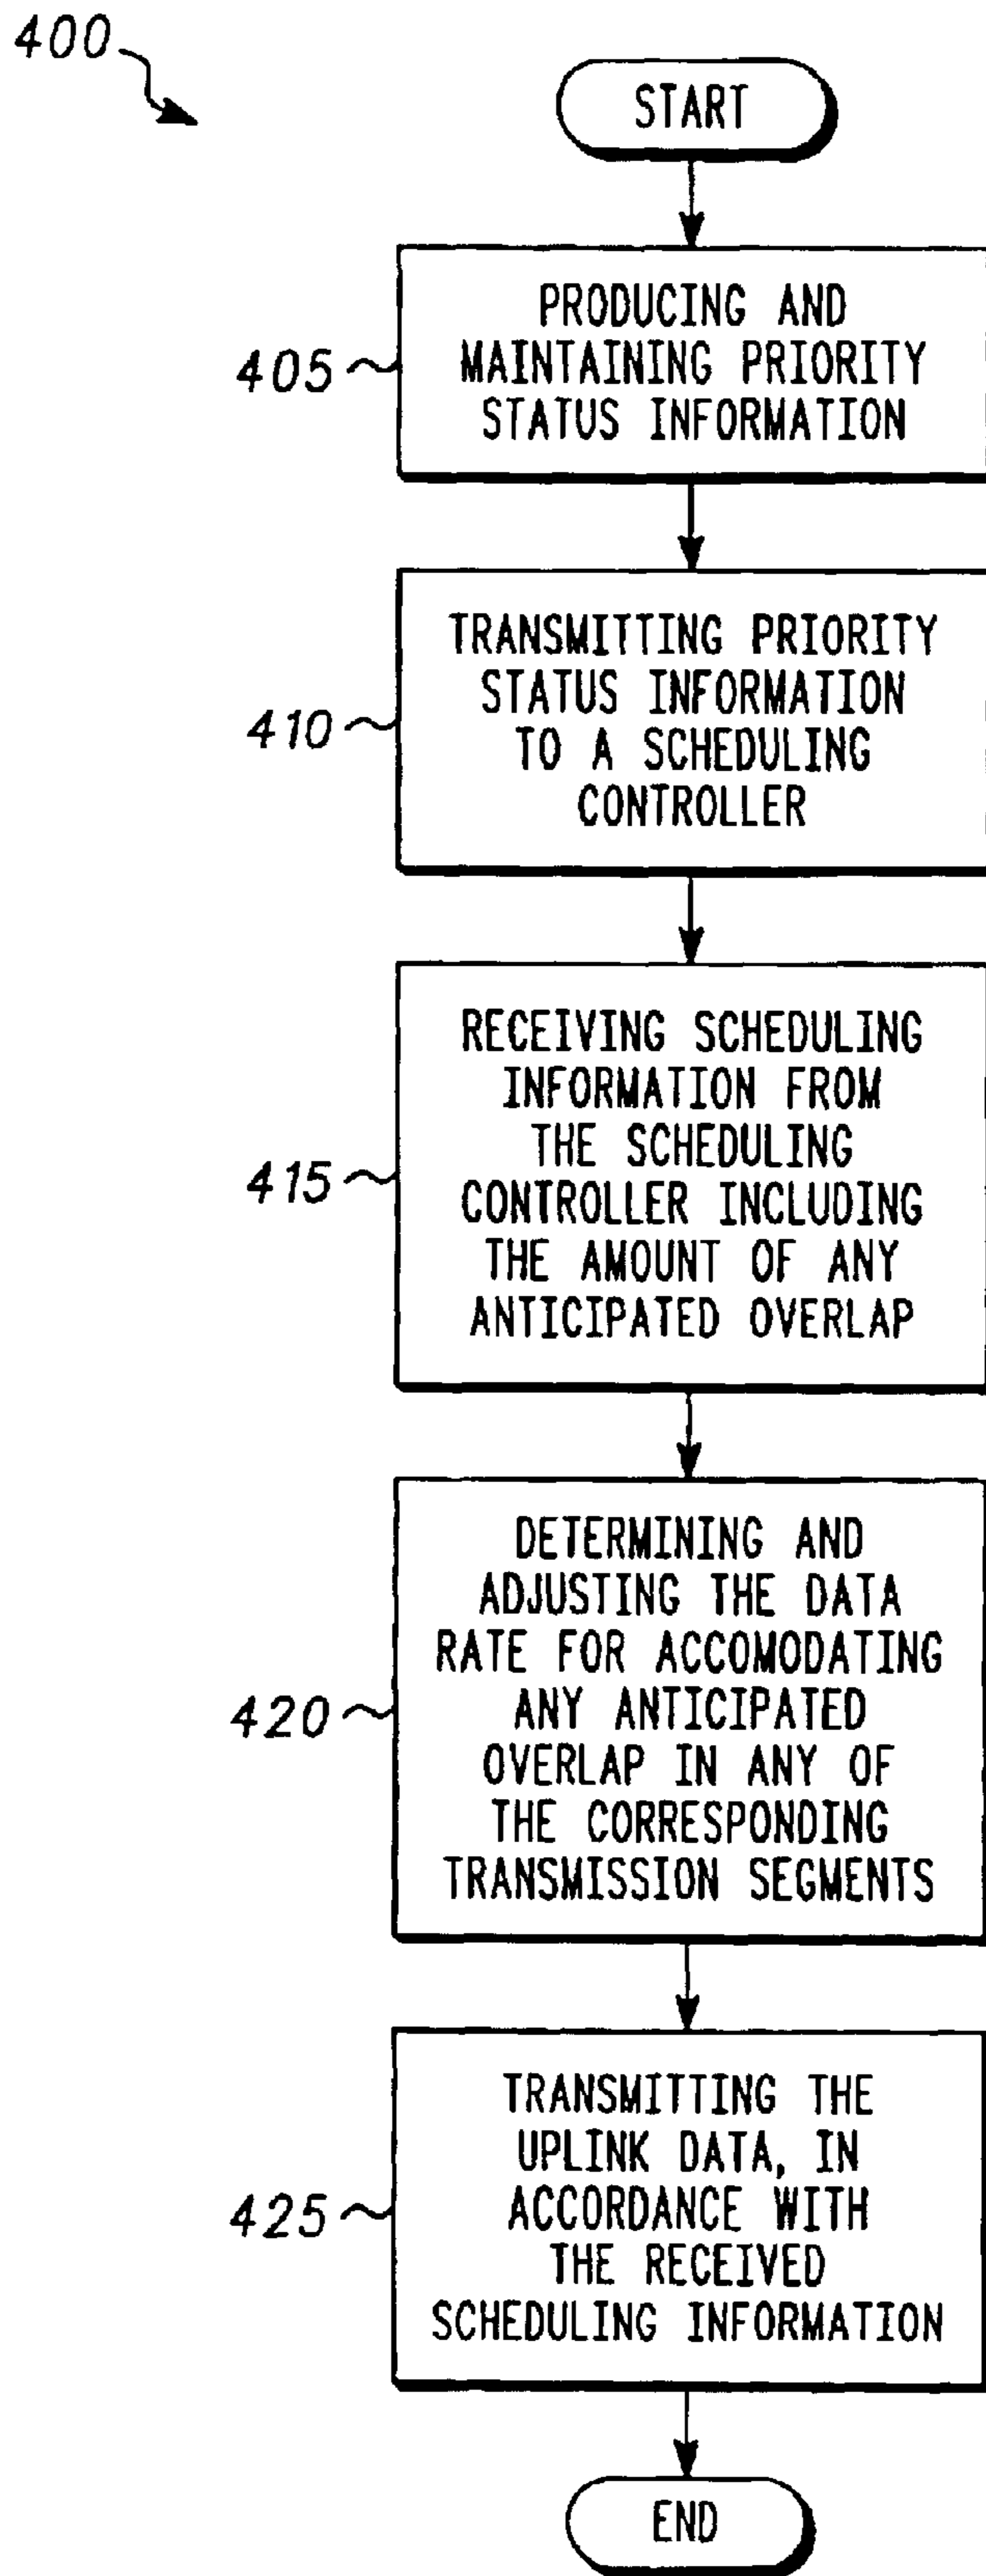 400
START
405
PRODUCING AND
MAINTAINING PRIORITY
STATUS INFORMATION
410
TRANSMITTING PRIORITY
STATUS INFORMATION
TO A SCHEDULING
CONTROLLER
415
RECEIVING SCHEDULING
INFORMATION FROM
THE SCHEDULING
CONTROLLER INCLUDING
THE AMOUNT OF ANY
ANTICIPATED OVERLAP
420
DETERMINING AND
ADJUSTING THE DATA
RATE FOR ACCOMODATING
ANY ANTICIPATED
OVERLAP IN ANY OF
THE CORRESPONDING
TRANSMISSION SEGMENTS
425
TRANSMITTING THE
UPLINK DATA, IN
ACCORDANCE WITH
THE RECEIVED
SCHEDULING INFORMATION
END